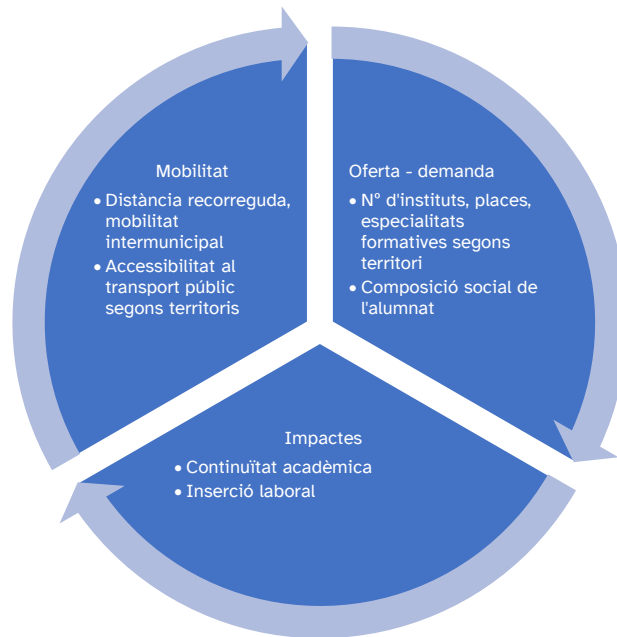 Mobilitat
• Distància recorreguda,
mobilitat
intermunicipal
• Accessibilitat al
transport públic
segons territoris
Oferta - demanda
• Nº d'instituts, places,
especialitats
formatives segons
territori
• Composició social de
l'alumnat
Impactes
• Continuïtat acadèmica
• Inserció laboral